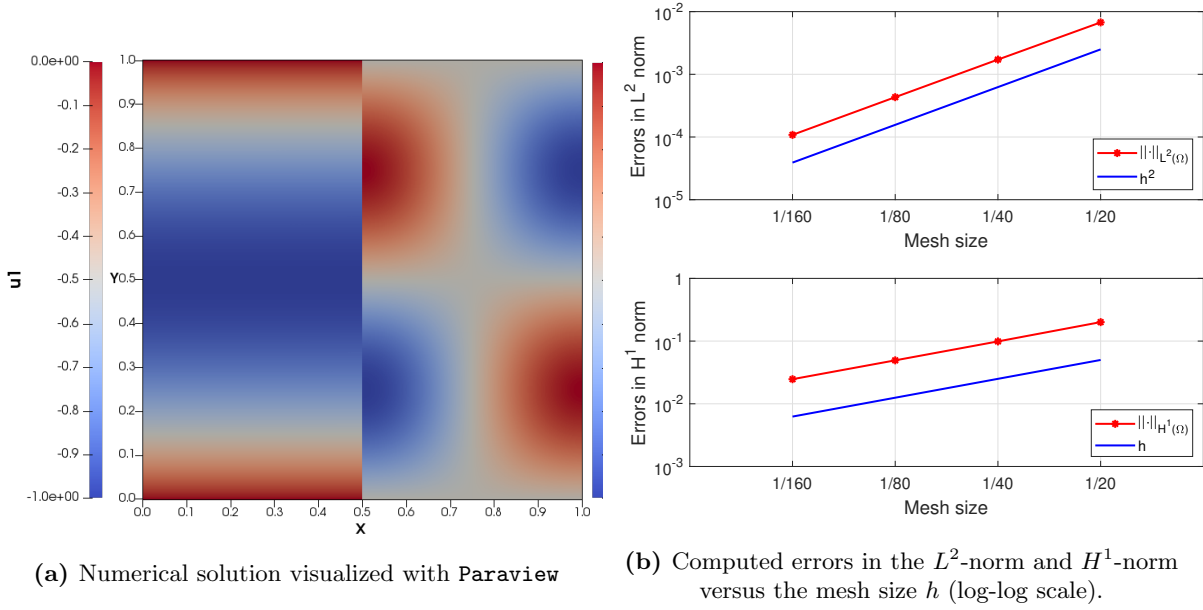 0.0e+00
-0.1
-0.2
-0.3
-0.4
-0.5
-0.6
-0.7
-0.8
-0.9
-1.0e+00
u1
1.0
0.9
0.8
0.7
0.6
Y0.5
0.4
0.3
0.2
0.1
0.0
0.0 0.1 0.2 0.3 0.4 0.5 0.6 0.7 0.8 0.9 1.0
X
(a) Numerical solution visualized with Paraview
10^-2
10^-3
10^-4
10^-5
Errors in L^2 norm
||·||_L^2(Ω)
h^2
1/160 1/80 1/40 1/20
Mesh size
1
10^-1
10^-2
10^-3
Errors in H^1 norm
||·||_H^1(Ω)
h
1/160 1/80 1/40 1/20
Mesh size
(b) Computed errors in the L^2-norm and H^1-norm
versus the mesh size h (log-log scale).